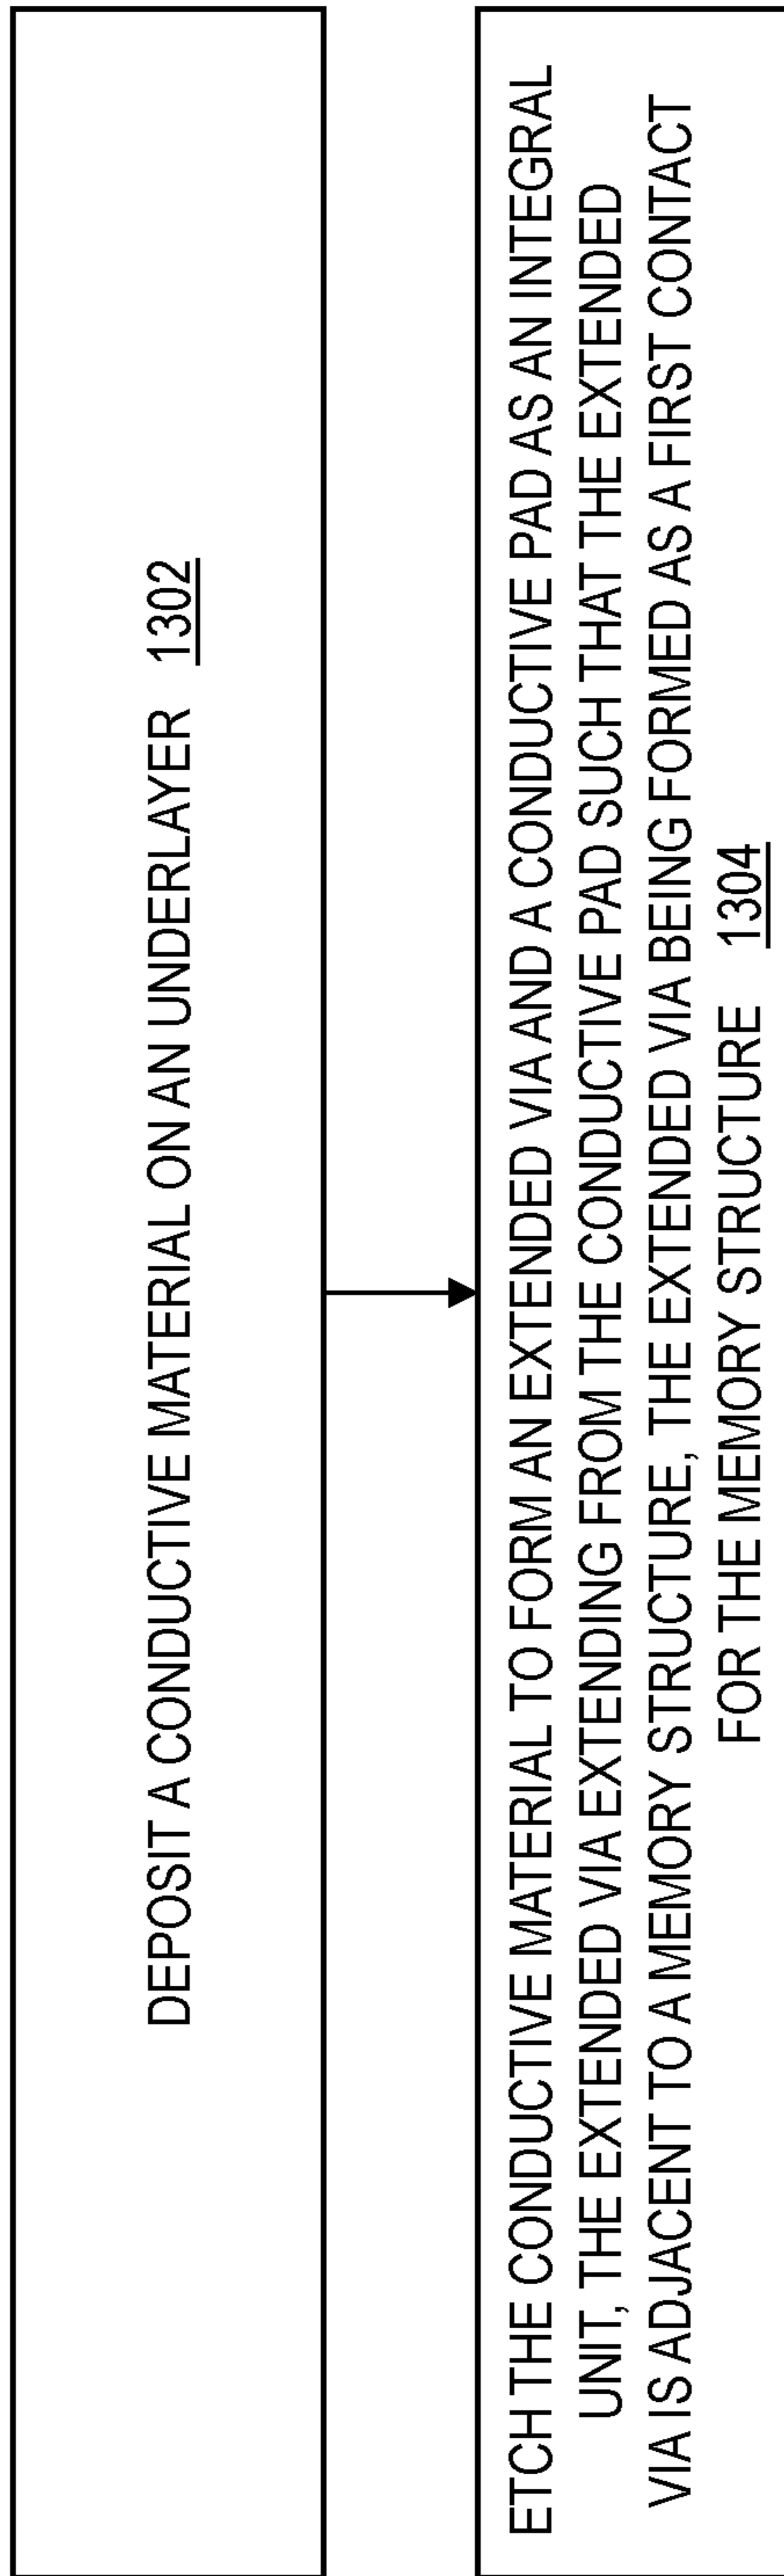 DEPOSIT A CONDUCTIVE MATERIAL ON AN UNDERLAYER 1302
ETCH THE CONDUCTIVE MATERIAL TO FORM AN EXTENDED VIA AND A CONDUCTIVE PAD AS AN INTEGRAL
UNIT, THE EXTENDED VIA EXTENDING FROM THE CONDUCTIVE PAD SUCH THAT THE EXTENDED
VIA IS ADJACENT TO A MEMORY STRUCTURE, THE EXTENDED VIA BEING FORMED AS A FIRST CONTACT
FOR THE MEMORY STRUCTURE 1304